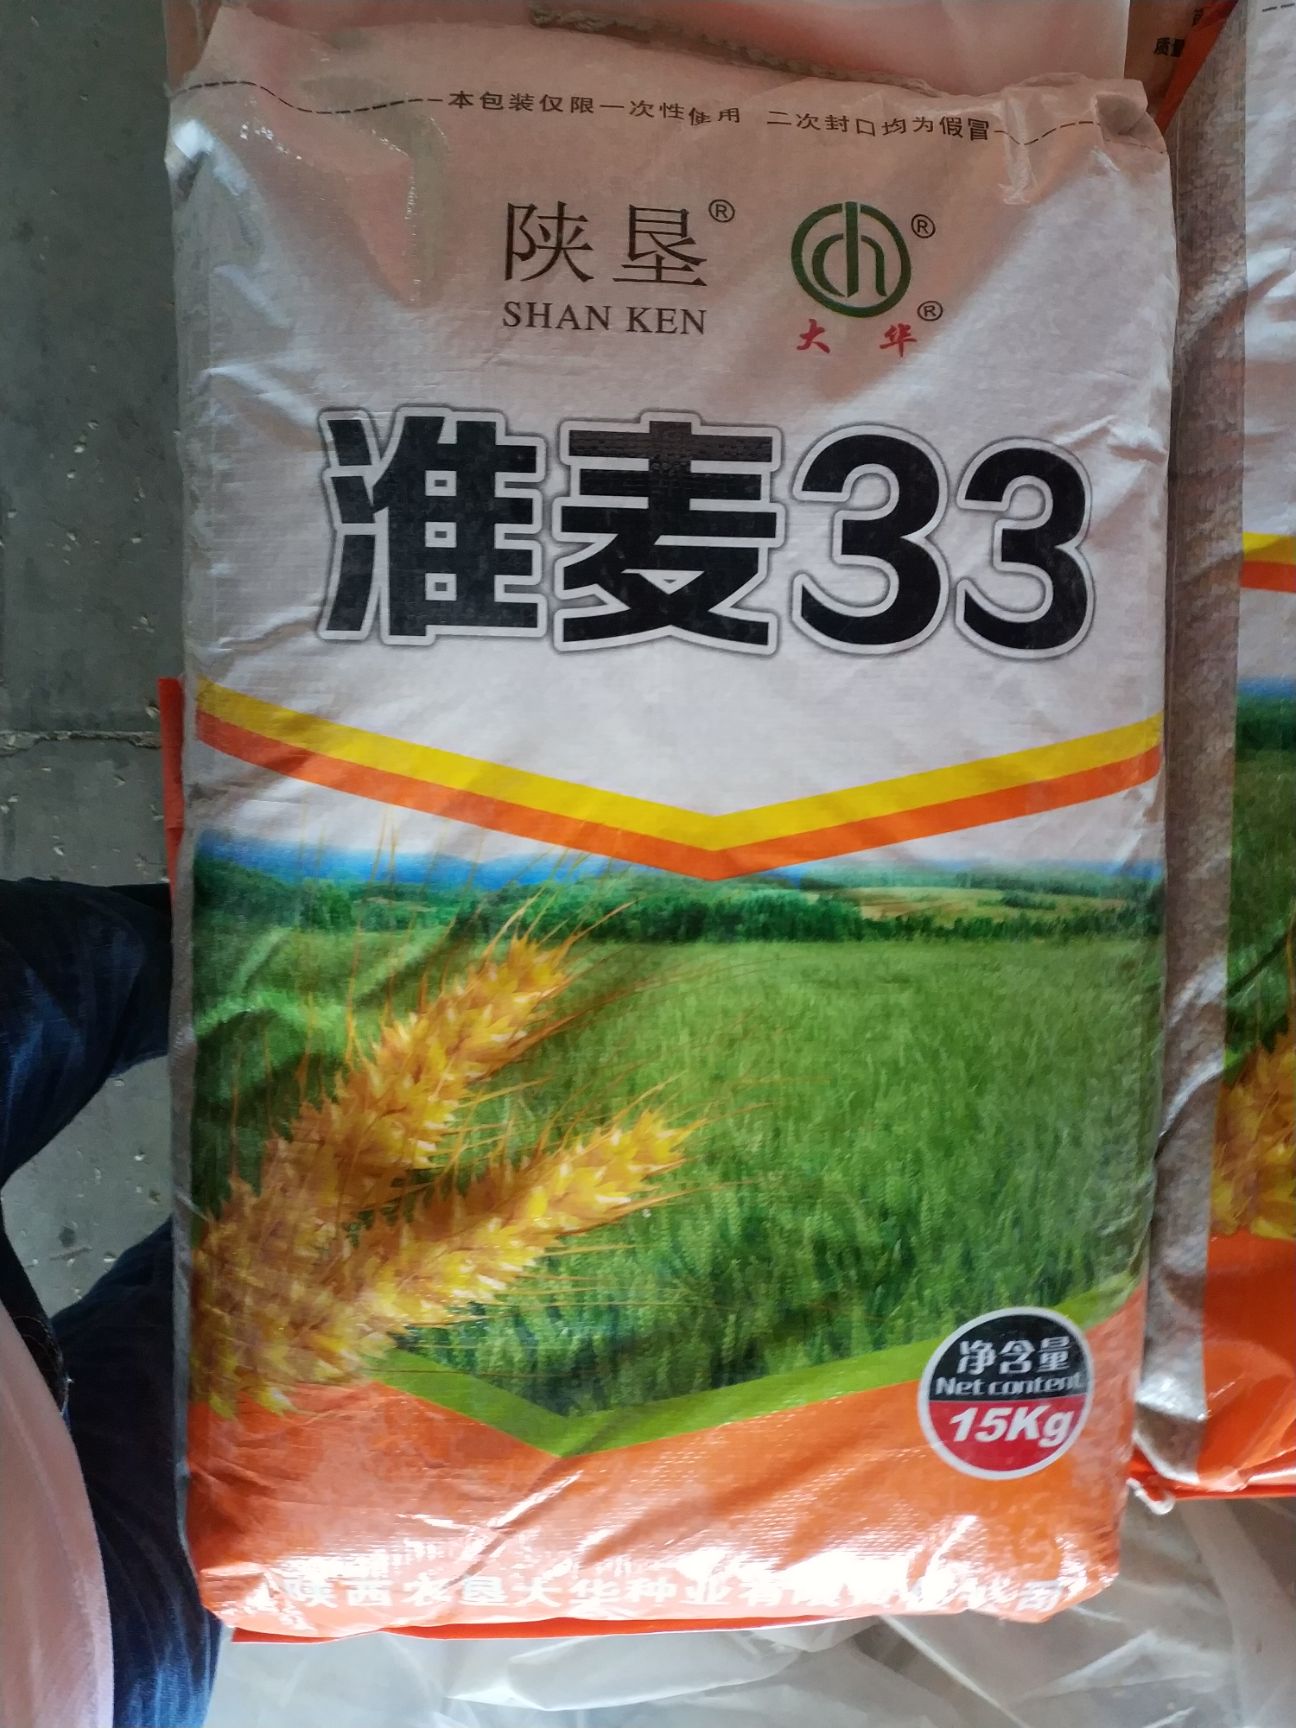 本包装仅限一次性使用 二次封口均为假冒
陕垦®
SHAN KEN
®
大华®
淮麦33
净含量
Net content
15Kg
陕西农垦大华种业有限公司
质量